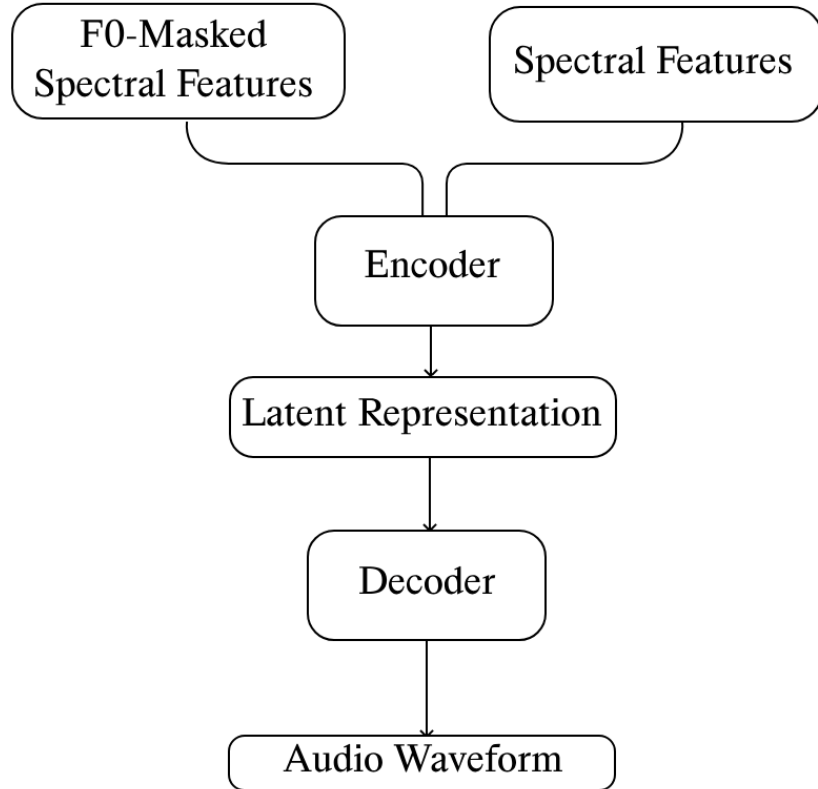 F0-Masked
Spectral Features
Spectral Features
Encoder
Latent Representation
Decoder
Audio Waveform